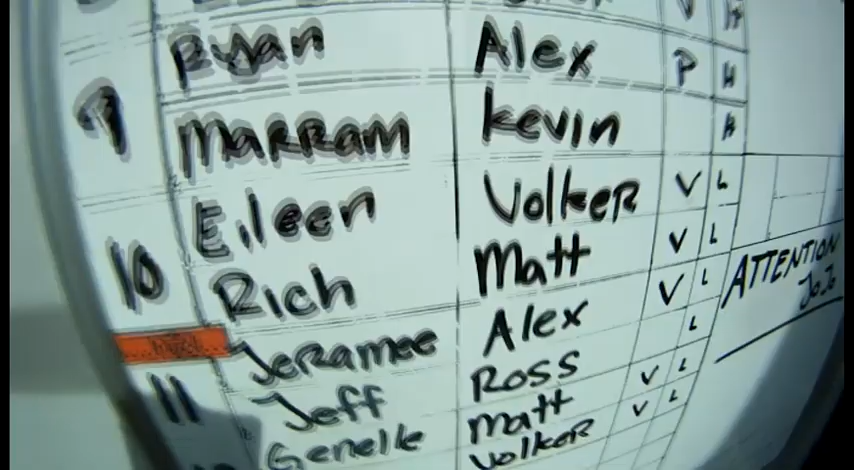 Ryan Alex P H
9 MARRAM Kevin H
Eileen Volker V L
10 Rich Matt V L
Jeramee Alex V L
11 Jeff Ross L
Genelle Matt V L
Volker V L
ATTENTION
JoJo